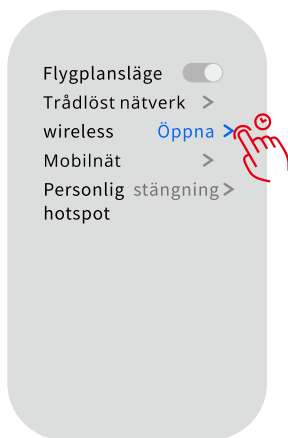 Flygplansläge
Trådlöst nätverk >
wireless Öppna >
Mobilnät >
Personlig stängning >
hotspot